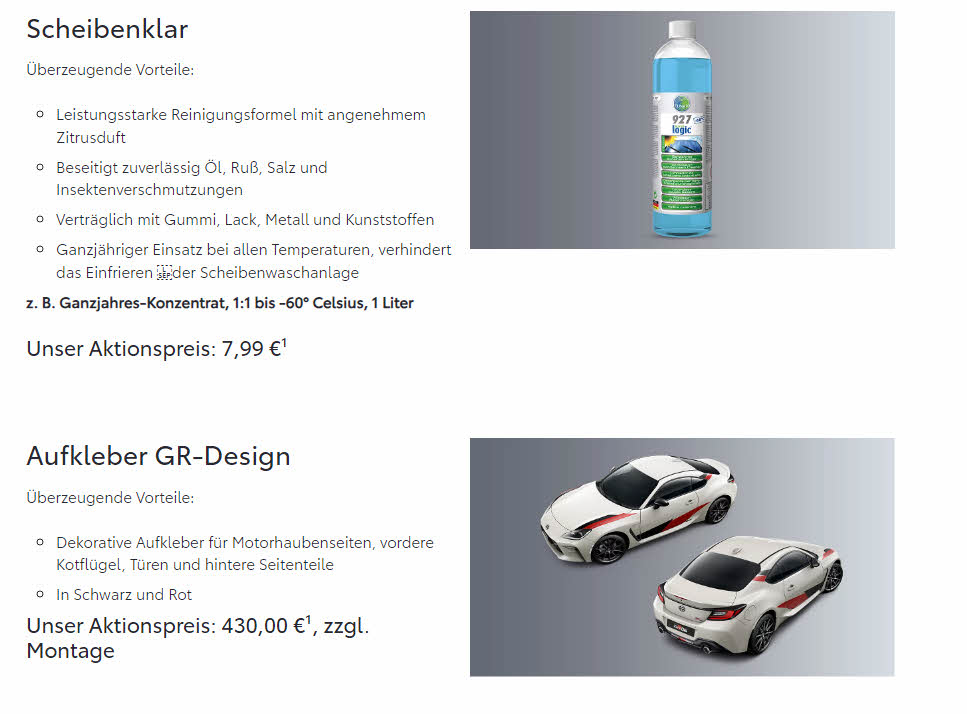 Scheibenklar
Überzeugende Vorteile:
Leistungsstarke Reinigungsformel mit angenehmem
Zitrusduft
Beseitigt zuverlässig Öl, Ruß, Salz und
Insektenverschmutzungen
Verträglich mit Gummi, Lack, Metall und Kunststoffen
Ganzjähriger Einsatz bei allen Temperaturen, verhindert
das Einfrieren der Scheibenwaschanlage
z. B. Ganzjahres-Konzentrat, 1:1 bis -60° Celsius, 1 Liter
Unser Aktionspreis: 7,99 €¹
927
logic
Aufkleber GR-Design
Überzeugende Vorteile:
Dekorative Aufkleber für Motorhaubenseiten, vordere
Kotflügel, Türen und hintere Seitenteile
In Schwarz und Rot
Unser Aktionspreis: 430,00 €¹, zzgl.
Montage